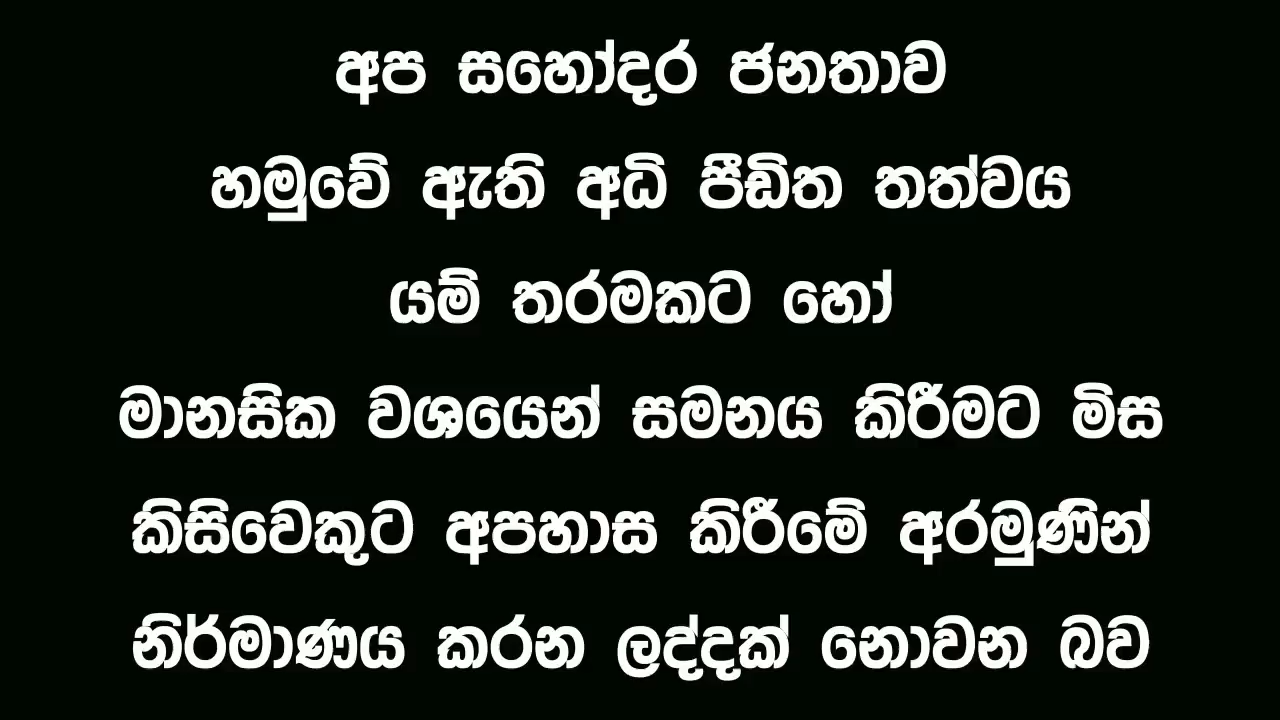 අප සහෝදර ජනතාව
හමුවේ ඇති අධි පීඩිත තත්වය
යම් තරමකට හෝ
මානසික වශයෙන් සමනය කිරීමට මිස
කිසිවෙකුට අපහාස කිරීමේ අරමුණින්
නිර්මාණය කරන ලද්දක් නොවන බව